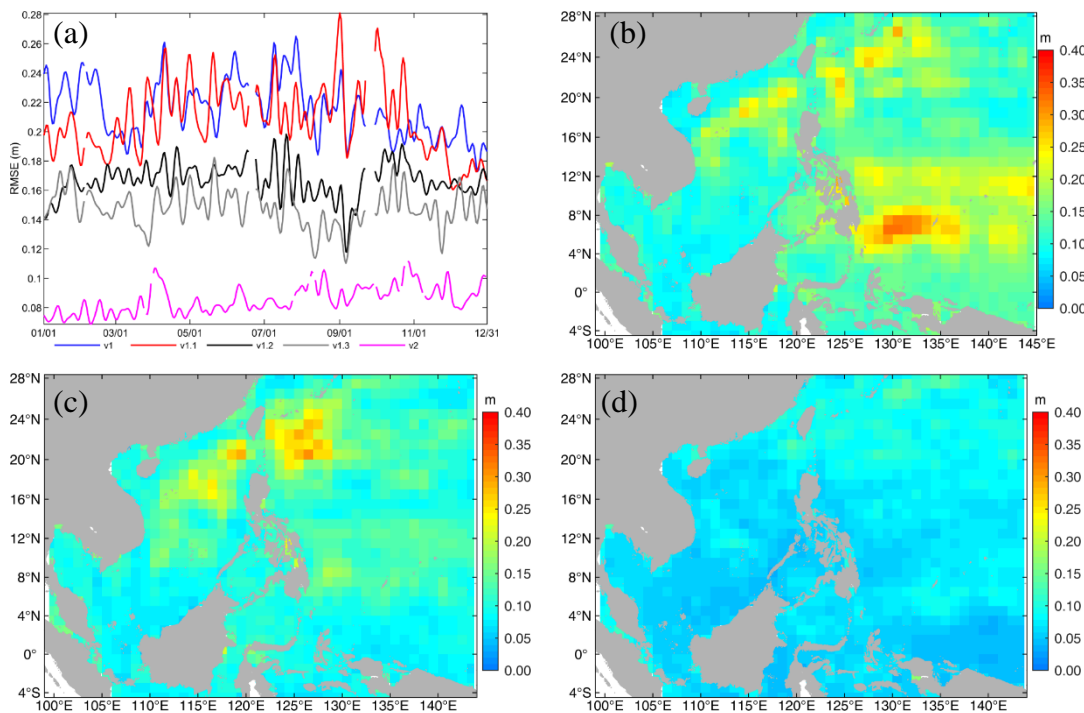 (a)
0.28
0.26
0.24
0.22
0.2
0.18
0.16
0.14
0.12
0.1
0.08
RMSE (m)
01/01 03/01 05/01 07/01 09/01 11/01 12/31
v1 v1.1 v1.2 v1.3 v2
(b)
28°N
24°N
20°N
16°N
12°N
8°N
4°N
0°
4°S
100°E 105°E 110°E 115°E 120°E 125°E 130°E 135°E 140°E 145°E
m
0.40
0.35
0.30
0.25
0.20
0.15
0.10
0.05
0.00
(c)
28°N
24°N
20°N
16°N
12°N
8°N
4°N
0°
4°S
100°E 105°E 110°E 115°E 120°E 125°E 130°E 135°E 140°E
m
0.40
0.35
0.30
0.25
0.20
0.15
0.10
0.05
0.00
(d)
28°N
24°N
20°N
16°N
12°N
8°N
4°N
0°
4°S
100°E 105°E 110°E 115°E 120°E 125°E 130°E 135°E 140°E
m
0.40
0.35
0.30
0.25
0.20
0.15
0.10
0.05
0.00